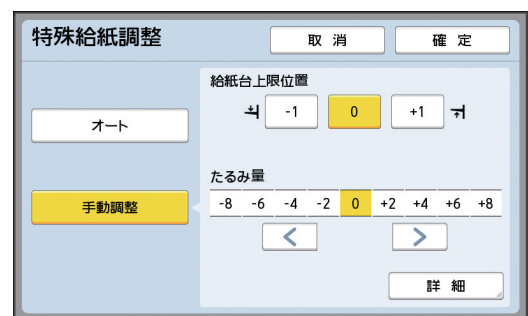 特殊給紙調整
取 消
確 定
給紙台上限位置
オート
-1 0 +1
たるみ量
手動調整
-8 -6 -4 -2 0 +2 +4 +6 +8
< >
詳 細